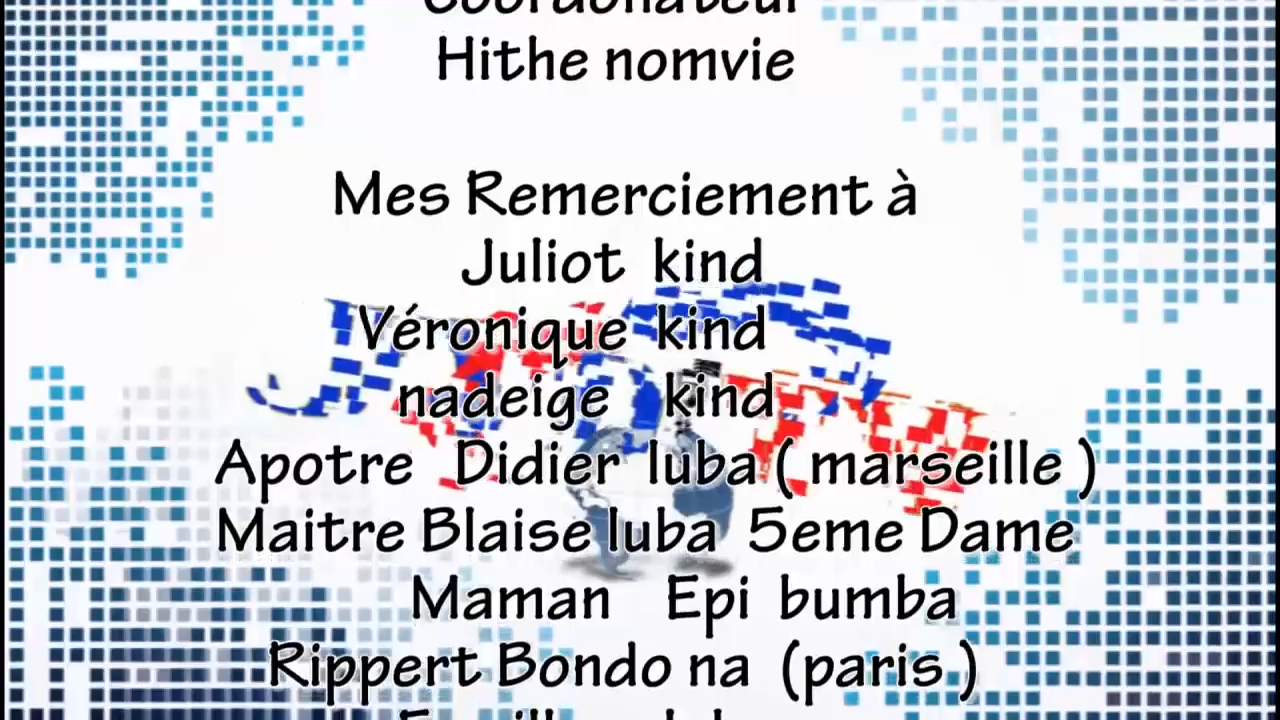 Coordonateur
Hithe nomvie
Mes Remerciement à
Juliot kind
Véronique kind
nadeige kind
Apotre Didier luba ( marseille )
Maitre Blaise luba 5eme Dame
Maman Epi bumba
Rippert Bondo na (paris )